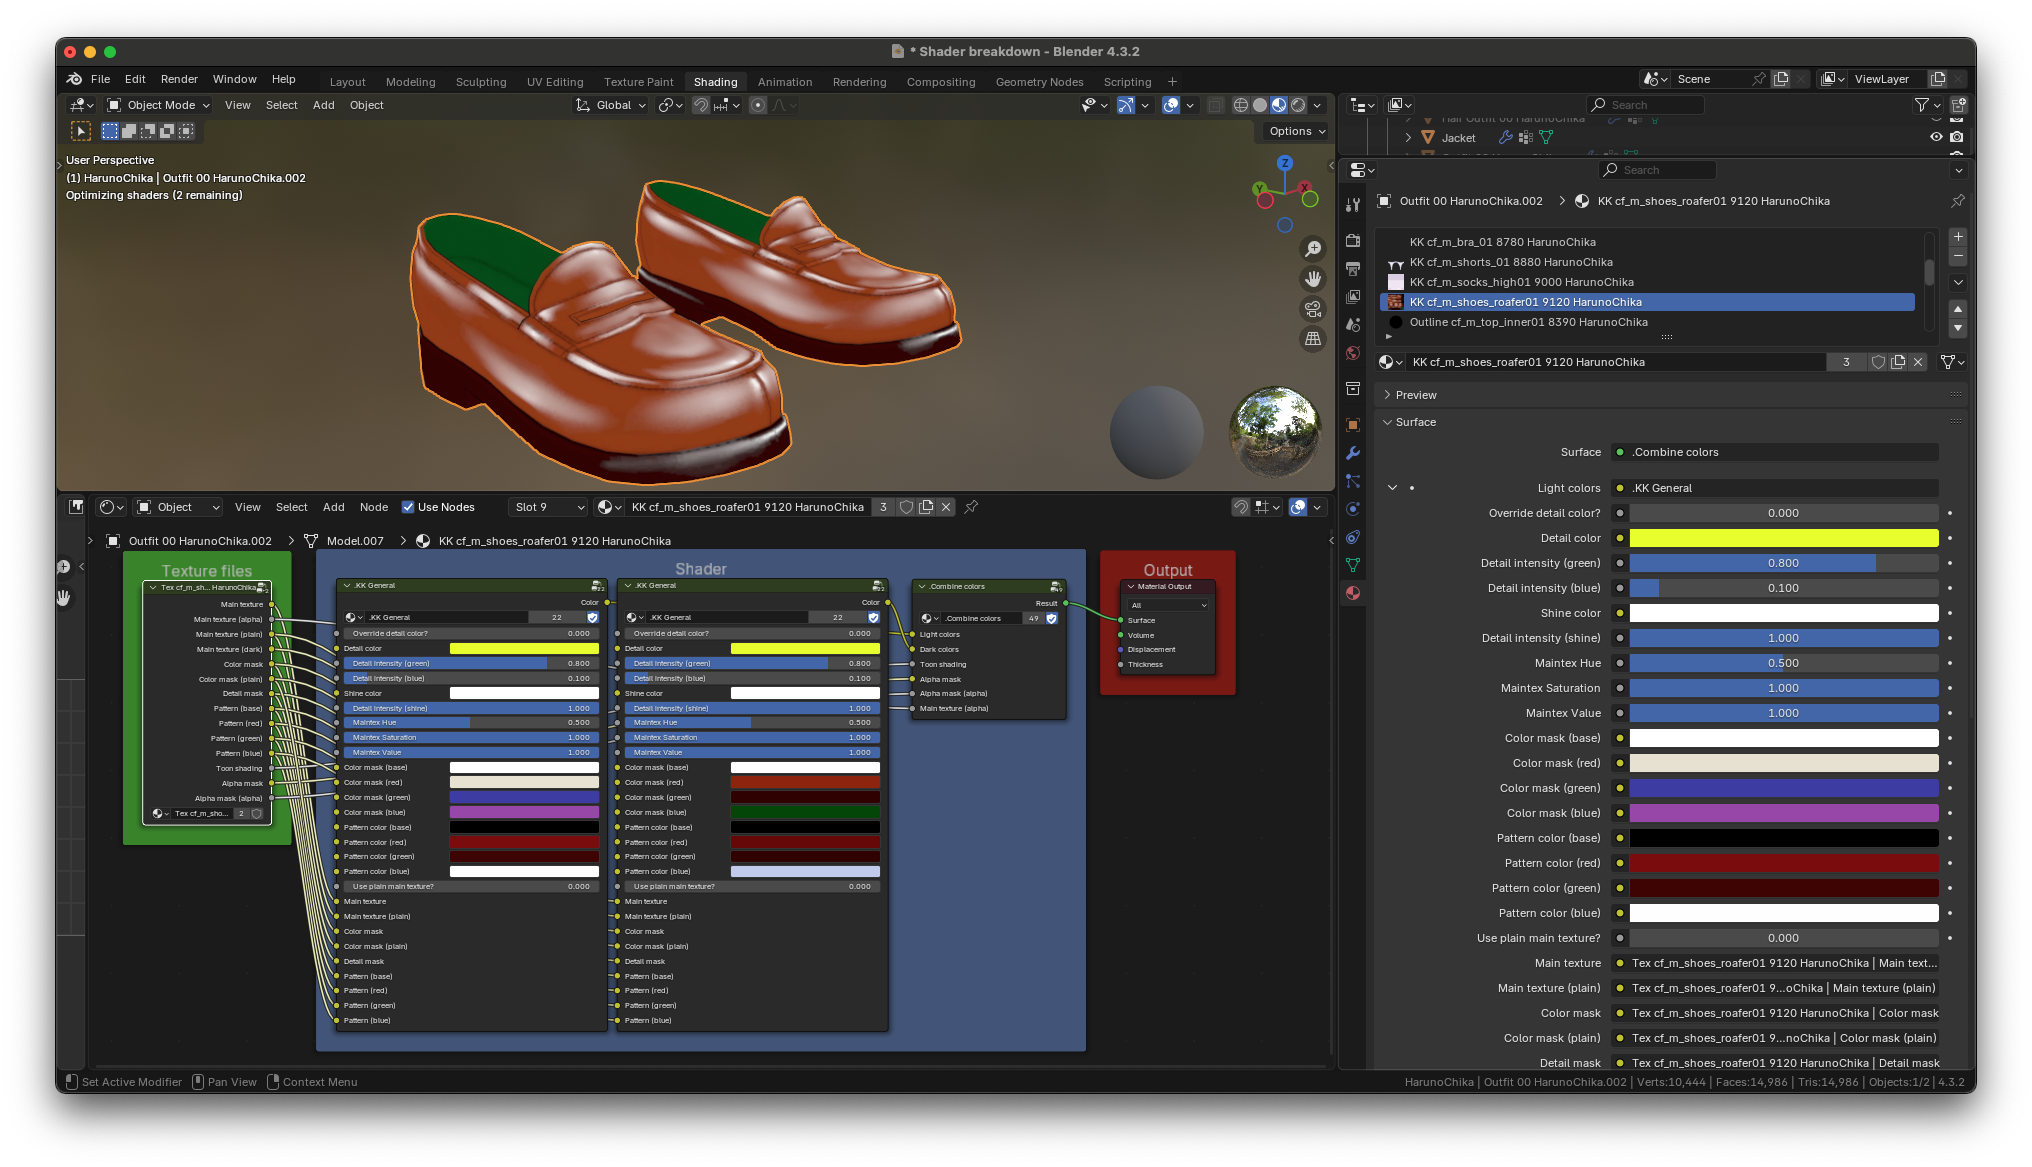 * Shader breakdown - Blender 4.3.2
File Edit Render Window Help Layout Modeling Sculpting UV Editing Texture Paint Shading Animation Rendering Compositing Geometry Nodes Scripting + Scene ViewLayer
Object Mode View Select Add Object Global
Options
User Perspective
(1) HarunoChika | Outfit 00 HarunoChika.002
Optimizing shaders (2 remaining)
Z
Y
X
Search
Hair Outfit 00 HarunoChika
Jacket
Search
Outfit 00 HarunoChika.002 > KK cf_m_shoes_roafer01 9120 HarunoChika
KK cf_m_bra_01 8780 HarunoChika
KK cf_m_shorts_01 8880 HarunoChika
KK cf_m_socks_high01 9000 HarunoChika
KK cf_m_shoes_roafer01 9120 HarunoChika
Outline cf_m_top_inner01 8390 HarunoChika
KK cf_m_shoes_roafer01 9120 HarunoChika 3
Preview
Surface
Surface .Combine colors
Light colors .KK General
Override detail color? 0.000
Detail color
Detail intensity (green) 0.800
Detail intensity (blue) 0.100
Shine color
Detail intensity (shine) 1.000
Maintex Hue 0.500
Maintex Saturation 1.000
Maintex Value 1.000
Color mask (base)
Color mask (red)
Color mask (green)
Color mask (blue)
Pattern color (base)
Pattern color (red)
Pattern color (green)
Pattern color (blue)
Use plain main texture? 0.000
Main texture Tex cf_m_shoes_roafer01 9120 HarunoChika | Main text...
Main texture (plain) Tex cf_m_shoes_roafer01 9...oChika | Main texture (plain)
Color mask Tex cf_m_shoes_roafer01 9120 HarunoChika | Color mask
Color mask (plain) Tex cf_m_shoes_roafer01 9...noChika | Color mask (plain)
Detail mask Tex cf_m_shoes_roafer01 9120 HarunoChika | Detail mask
Object View Select Add Node Use Nodes Slot 9 KK cf_m_shoes_roafer01 9120 HarunoChika 3
Outfit 00 HarunoChika.002 > Model.007 > KK cf_m_shoes_roafer01 9120 HarunoChika
Texture files
Tex cf_m_sh... HarunoChika
Main texture
Main texture (alpha)
Main texture (plain)
Main texture (dark)
Color mask
Color mask (plain)
Detail mask
Pattern (base)
Pattern (red)
Pattern (green)
Pattern (blue)
Toon shading
Alpha mask
Alpha mask (alpha)
Tex cf_m_sho... 2
Shader
.KK General
Color
.KK General 22
Override detail color? 0.000
Detail color
Detail intensity (green) 0.800
Detail intensity (blue) 0.100
Shine color
Detail intensity (shine) 1.000
Maintex Hue 0.500
Maintex Saturation 1.000
Maintex Value 1.000
Color mask (base)
Color mask (red)
Color mask (green)
Color mask (blue)
Pattern color (base)
Pattern color (red)
Pattern color (green)
Pattern color (blue)
Use plain main texture? 0.000
Main texture
Main texture (plain)
Color mask
Color mask (plain)
Detail mask
Pattern (base)
Pattern (red)
Pattern (green)
Pattern (blue)
.KK General
Color
.KK General 22
Override detail color? 0.000
Detail color
Detail intensity (green) 0.800
Detail intensity (blue) 0.100
Shine color
Detail intensity (shine) 1.000
Maintex Hue 0.500
Maintex Saturation 1.000
Maintex Value 1.000
Color mask (base)
Color mask (red)
Color mask (green)
Color mask (blue)
Pattern color (base)
Pattern color (red)
Pattern color (green)
Pattern color (blue)
Use plain main texture? 0.000
Main texture
Main texture (plain)
Color mask
Color mask (plain)
Detail mask
Pattern (base)
Pattern (red)
Pattern (green)
Pattern (blue)
.Combine colors
Result
.Combine colors 49
Light colors
Dark colors
Toon shading
Alpha mask
Alpha mask (alpha)
Main texture (alpha)
Output
Material Output
All
Surface
Volume
Displacement
Thickness
Set Active Modifier Pan View Context Menu
HarunoChika | Outfit 00 HarunoChika.002 | Verts:10,444 | Faces:14,986 | Tris:14,986 | Objects:1/2 | 4.3.2